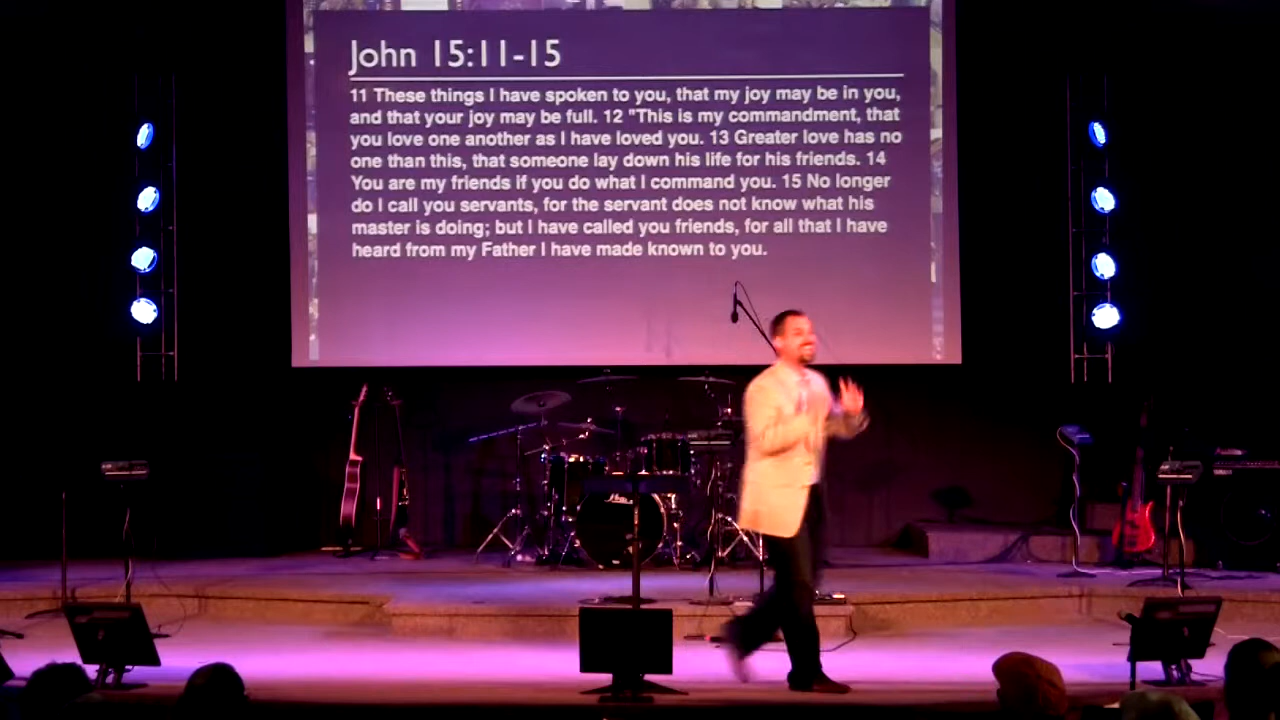 John 15:11-15
11 These things I have spoken to you, that my joy may be in you,
and that your joy may be full. 12 "This is my commandment, that
you love one another as I have loved you. 13 Greater love has no
one than this, that someone lay down his life for his friends. 14
You are my friends if you do what I command you. 15 No longer
do I call you servants, for the servant does not know what his
master is doing; but I have called you friends, for all that I have
heard from my Father I have made known to you.